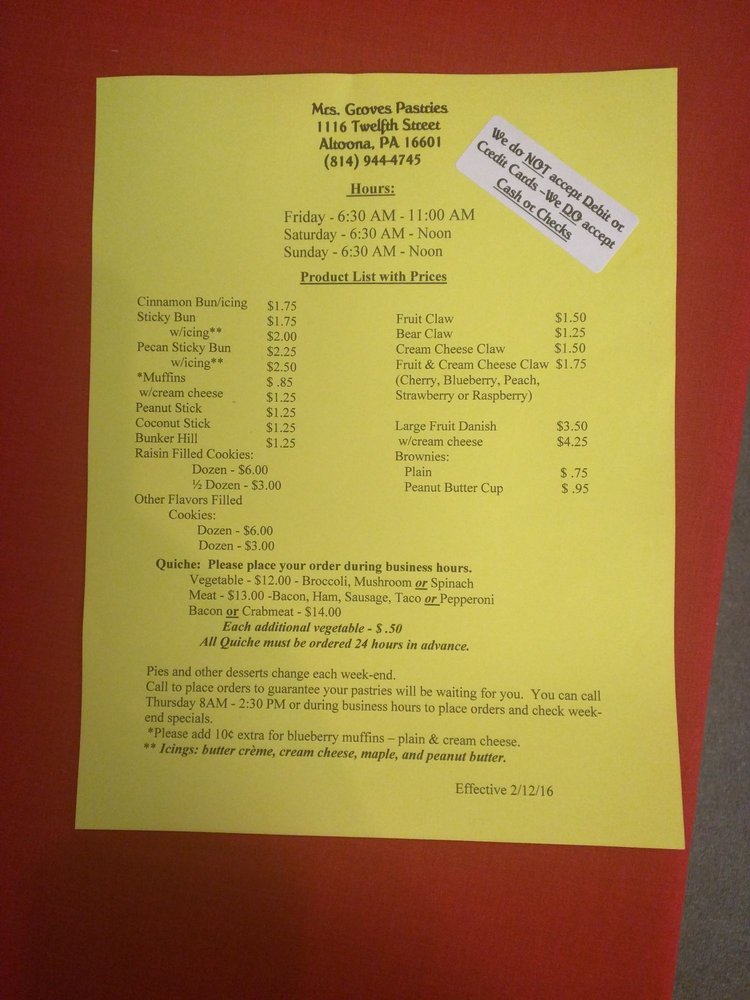 Mrs. Groves Pastries
1116 Twelfth Street
Altoona, PA 16601
(814) 944-4745
We do NOT accept Debit or
Credit Cards -We DO accept
Cash or Checks
Hours:
Friday - 6:30 AM - 11:00 AM
Saturday - 6:30 AM - Noon
Sunday - 6:30 AM - Noon
Product List with Prices
Cinnamon Bun/icing $1.75
Sticky Bun $1.75
w/icing** $2.00
Pecan Sticky Bun $2.25
w/icing** $2.50
*Muffins $ .85
w/cream cheese $1.25
Peanut Stick $1.25
Coconut Stick $1.25
Bunker Hill $1.25
Raisin Filled Cookies:
Dozen - $6.00
½ Dozen - $3.00
Other Flavors Filled
Cookies:
Dozen - $6.00
Dozen - $3.00
Fruit Claw $1.50
Bear Claw $1.25
Cream Cheese Claw $1.50
Fruit & Cream Cheese Claw $1.75
(Cherry, Blueberry, Peach,
Strawberry or Raspberry)
Large Fruit Danish $3.50
w/cream cheese $4.25
Brownies:
Plain $ .75
Peanut Butter Cup $ .95
Quiche: Please place your order during business hours.
Vegetable - $12.00 - Broccoli, Mushroom or Spinach
Meat - $13.00 -Bacon, Ham, Sausage, Taco or Pepperoni
Bacon or Crabmeat - $14.00
Each additional vegetable - $ .50
All Quiche must be ordered 24 hours in advance.
Pies and other desserts change each week-end.
Call to place orders to guarantee your pastries will be waiting for you. You can call
Thursday 8AM - 2:30 PM or during business hours to place orders and check week-
end specials.
*Please add 10¢ extra for blueberry muffins – plain & cream cheese.
** Icings: butter crème, cream cheese, maple, and peanut butter.
Effective 2/12/16